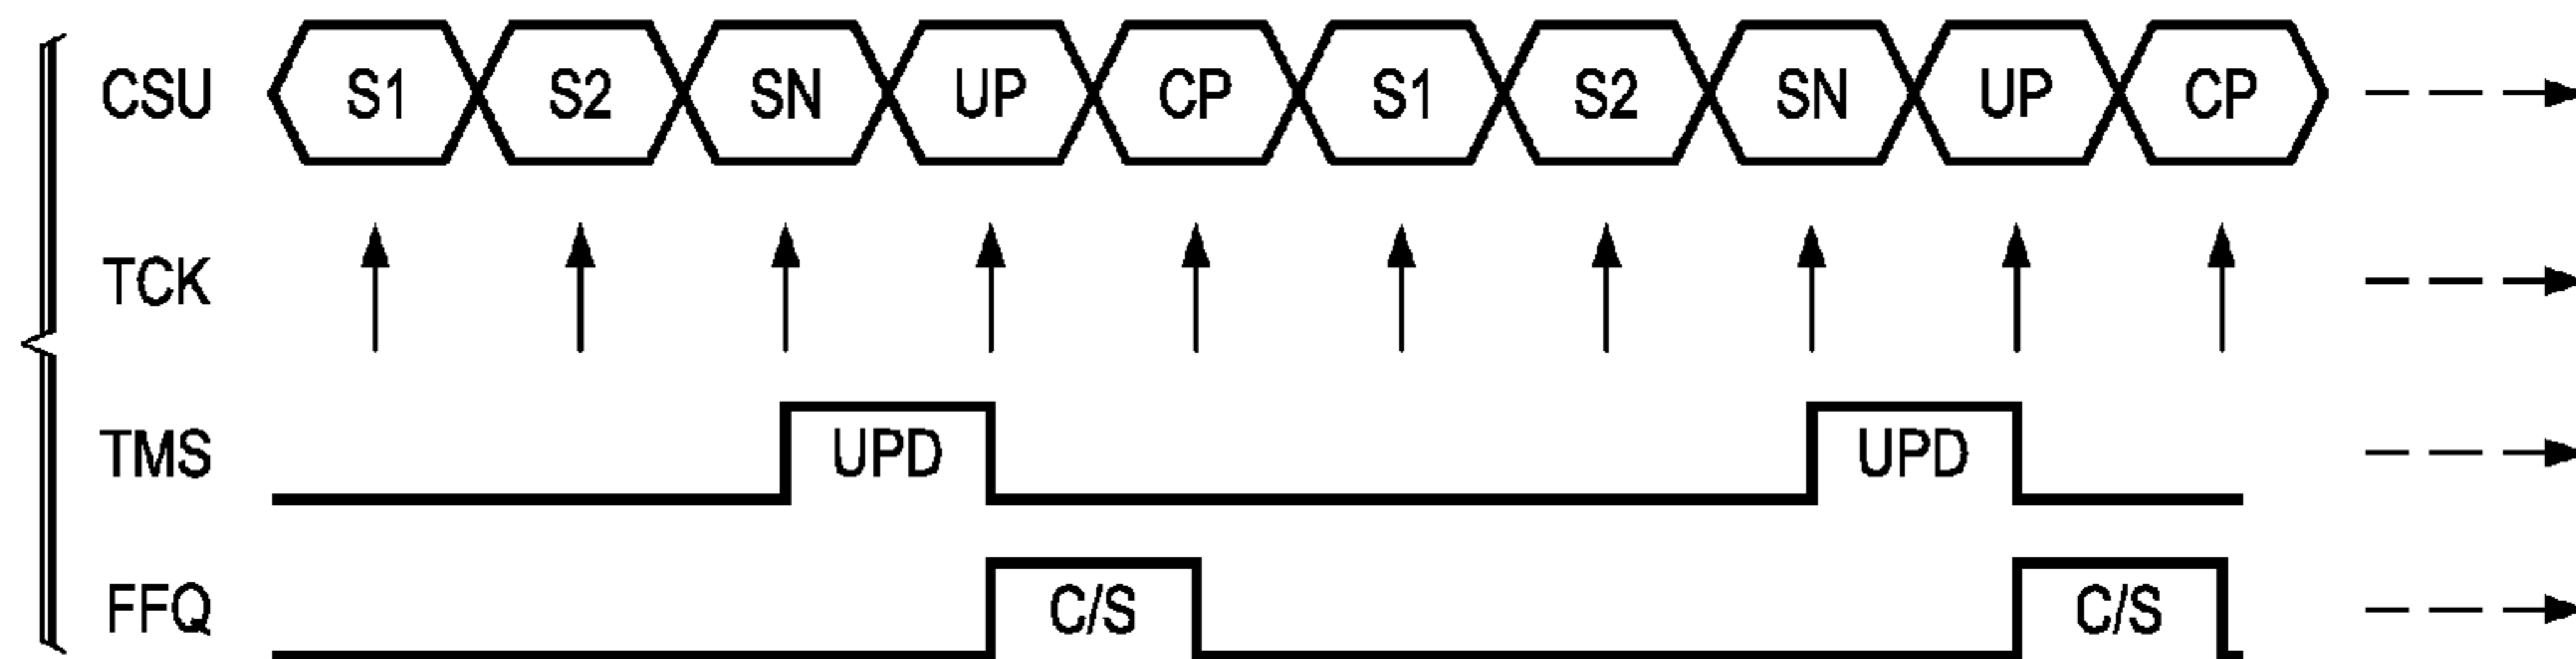 CSU S1 S2 SN UP CP S1 S2 SN UP CP
TCK
TMS UPD UPD
FFQ C/S C/S